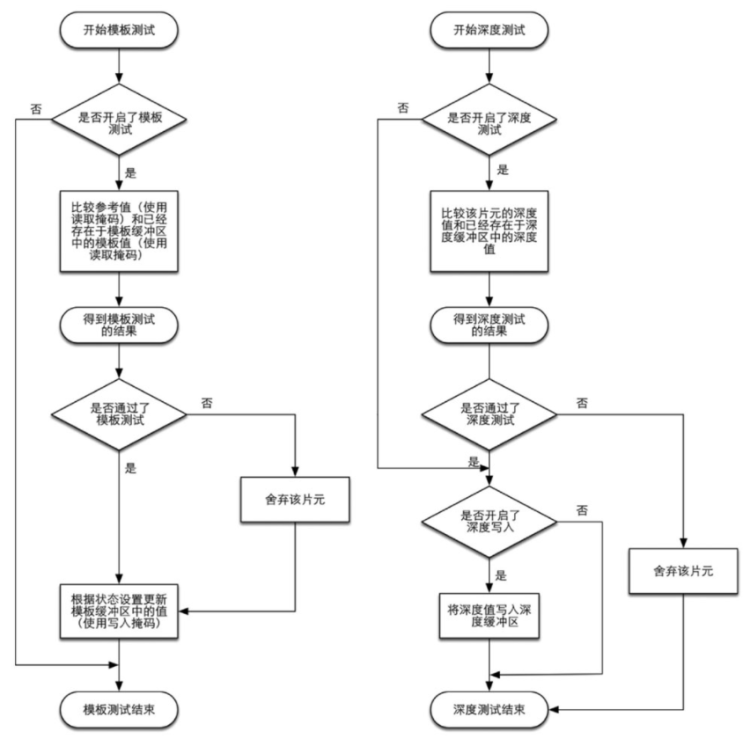 开始模板测试
否
是否开启了模板
测试
是
比较参考值（使用
读取掩码）和已经
存在于模板缓冲区
中的模板值（使用
读取掩码）
得到模板测试
的结果
是否通过了
模板测试
否
是
舍弃该片元
根据状态设置更新
模板缓冲区中的值
（使用写入掩码）
模板测试结束
开始深度测试
否
是否开启了深度
测试
是
比较该片元的深度
值和已经存在于深
度缓冲区中的深度
值
得到深度测试
的结果
是否通过了
深度测试
否
是
是否开启了
深度写入
否
是
舍弃该片元
将深度值写入深
度缓冲区
深度测试结束